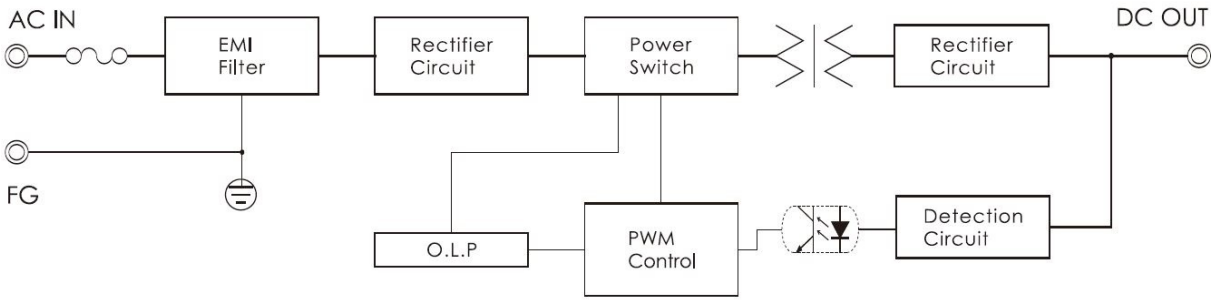 AC IN
DC OUT
EMI
Filter
Rectifier
Circuit
Power
Switch
Rectifier
Circuit
FG
O.L.P
PWM
Control
Detection
Circuit